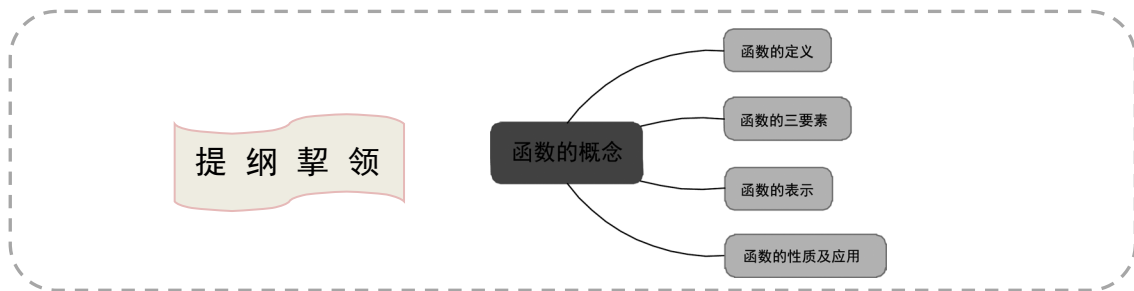 提纲挈领
函数的概念
函数的定义
函数的三要素
函数的表示
函数的性质及应用